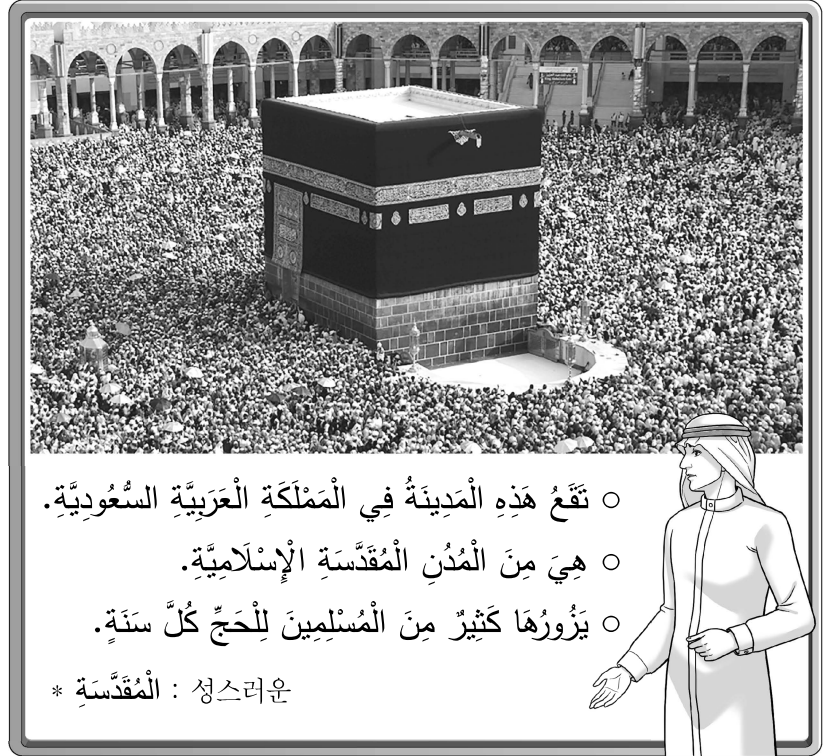 ○ تَقَعُ هَذِهِ الْمَدِينَةُ فِي الْمَمْلَكَةِ الْعَرَبِيَّةِ السُّعُودِيَّةِ.
○ هِيَ مِنَ الْمُدُنِ الْمُقَدَّسَةِ الْإِسْلَامِيَّةِ.
○ يَزُورُهَا كَثِيرٌ مِنَ الْمُسْلِمِينَ لِلْحَجِّ كُلَّ سَنَةٍ.
* الْمُقَدَّسَةِ : 성스러운